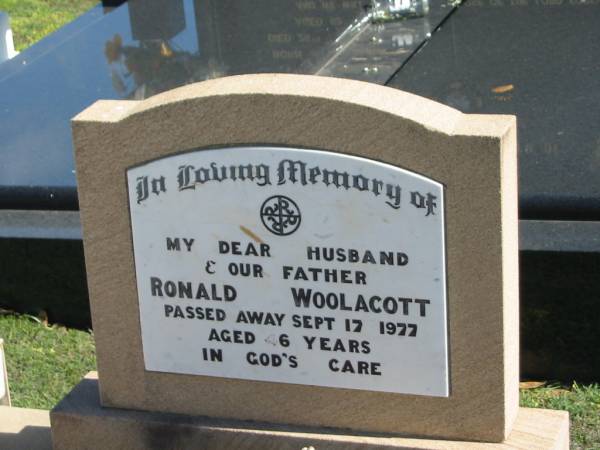 In Loving Memory of
MY DEAR HUSBAND
& OUR FATHER
RONALD WOOLACOTT
PASSED AWAY SEPT 17 1977
AGED 46 YEARS
IN GOD'S CARE